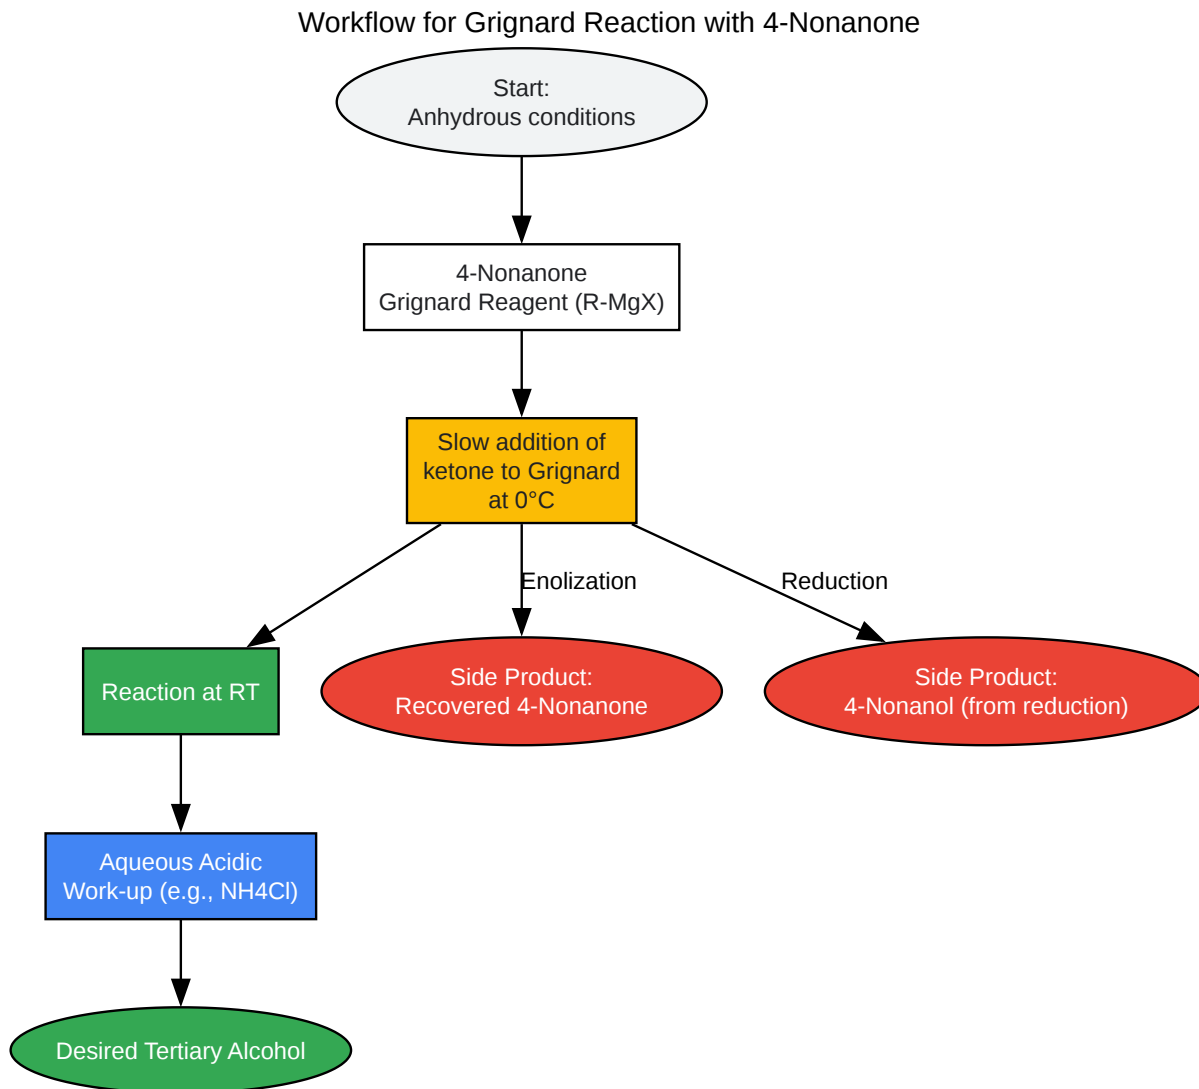 Workflow for Grignard Reaction with 4-Nonanone
Start:
Anhydrous conditions
4-Nonanone
Grignard Reagent (R-MgX)
Slow addition of
ketone to Grignard
at 0°C
Enolization
Reduction
Reaction at RT
Side Product:
Recovered 4-Nonanone
Side Product:
4-Nonanol (from reduction)
Aqueous Acidic
Work-up (e.g., NH4Cl)
Desired Tertiary Alcohol